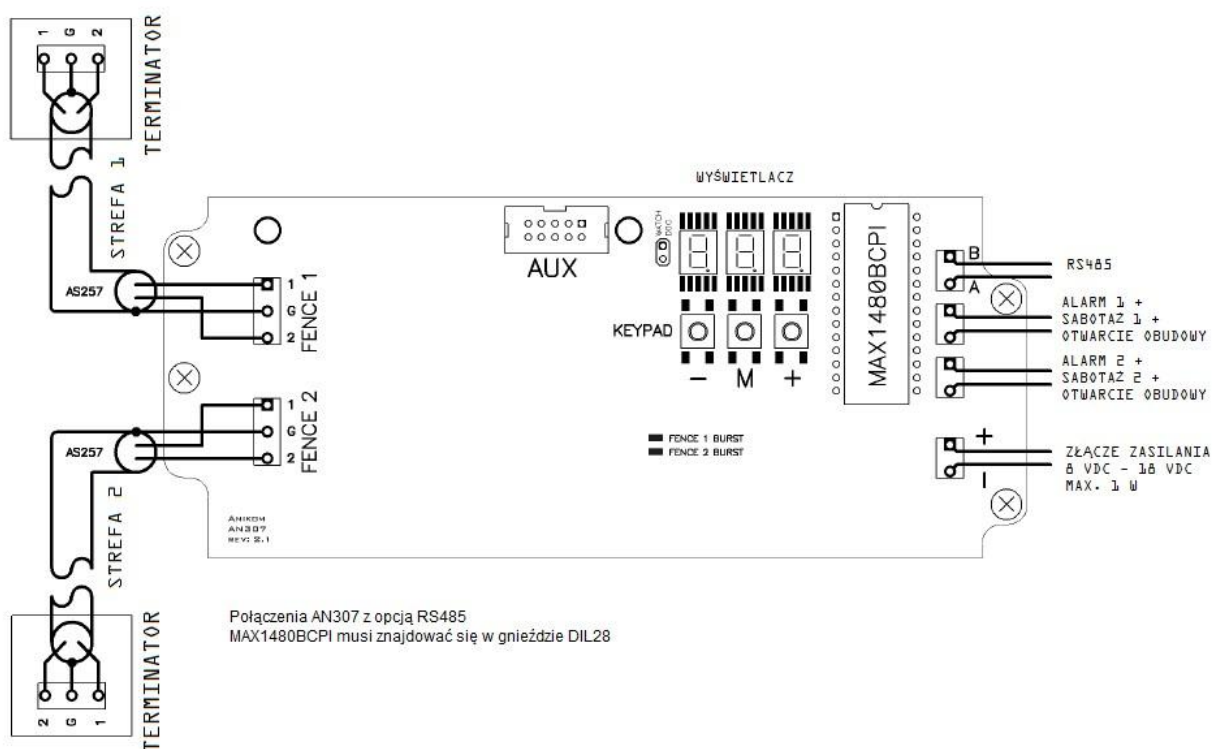 1 G 2
TERMINATOR
STREFA 1
AS257
1
G
2
FENCE 1
AUX
WYŚWIETLACZ
KEYPAD
- M +
MAX1480BCPI
B
A
RS485
ALARM 1 +
SABOTAŻ 1 +
OTWARCIE OBUDOWY
ALARM 2 +
SABOTAŻ 2 +
OTWARCIE OBUDOWY
+
-
ZŁĄCZE ZASILANIA
8 VDC - 18 VDC
MAX. 1 W
AS257
1
G
2
FENCE 2
FENCE 1 BURST
FENCE 2 BURST
STREFA 2
ANIKOM
AN307
REV: 2.1
TERMINATOR
2 G 1
Połączenia AN307 z opcją RS485
MAX1480BCPI musi znajdować się w gnieździe DIL28